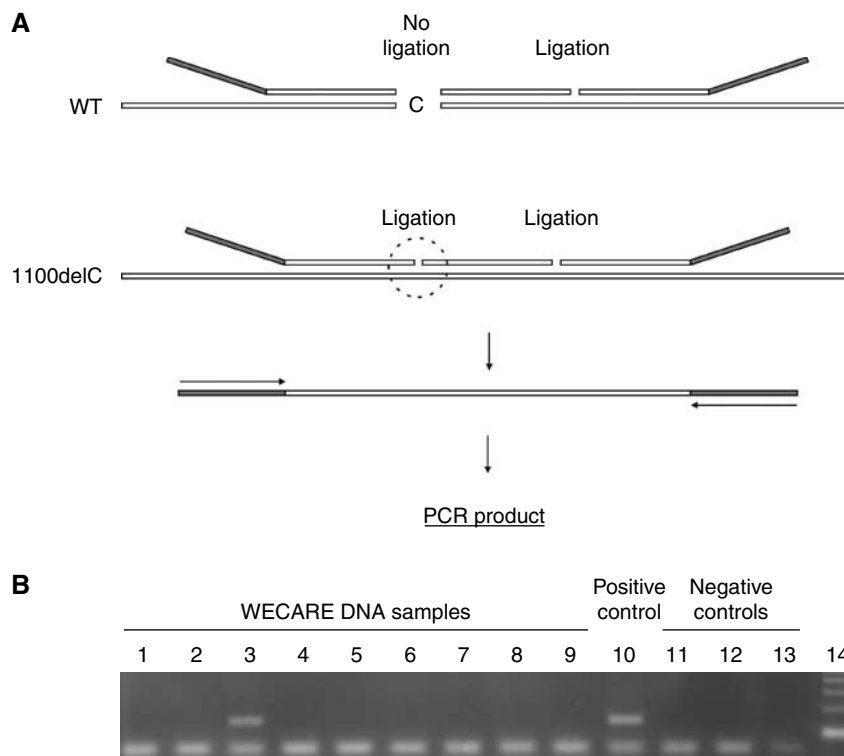 A
No
ligation
Ligation
WT
C
Ligation
Ligation
1100delC
PCR product
B
WECARE DNA samples
Positive
control
Negative
controls
1 2 3 4 5 6 7 8 9 10 11 12 13 14